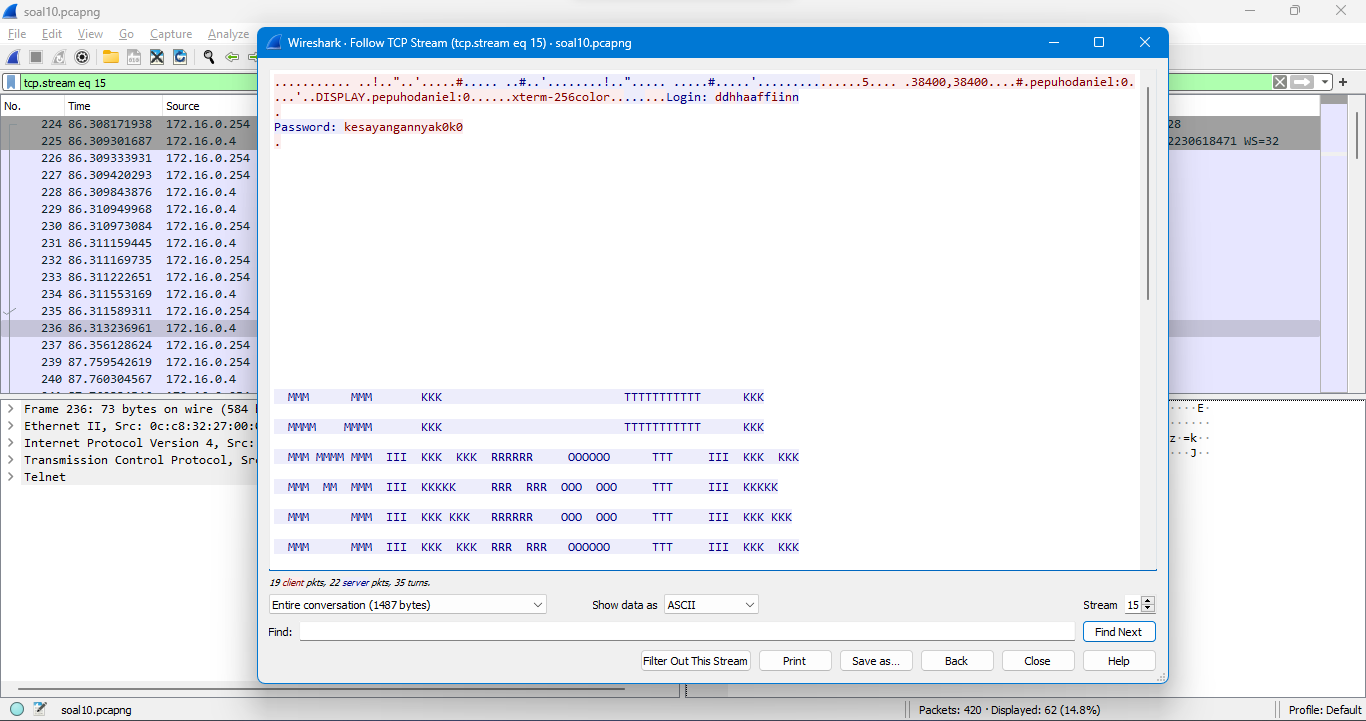 soal10.pcapng
File Edit View Go Capture Analyze
Wireshark · Follow TCP Stream (tcp.stream eq 15) · soal10.pcapng
tcp.stream eq 15
No. Time Source
224 86.308171938 172.16.0.254
225 86.309301687 172.16.0.4
2230618471 WS=32
226 86.309333931 172.16.0.254
227 86.309420293 172.16.0.254
228 86.309843876 172.16.0.4
229 86.310949968 172.16.0.4
230 86.310973084 172.16.0.254
231 86.311159445 172.16.0.4
232 86.311169735 172.16.0.254
233 86.311222651 172.16.0.254
234 86.311553169 172.16.0.4
235 86.311589311 172.16.0.254
236 86.313236961 172.16.0.4
237 86.356128624 172.16.0.254
239 87.759542619 172.16.0.254
240 87.760304567 172.16.0.4
Frame 236: 73 bytes on wire (584
Ethernet II, Src: 0c:c8:32:27:00:
Internet Protocol Version 4, Src:
Transmission Control Protocol, Sr
Telnet
........... ..!.."..'.....#..... ..#..'........!.."..... .....#.....'...............5.... .38400,38400....#.pepuhodaniel:0.
...'..DISPLAY.pepuhodaniel:0......xterm-256color........Login: ddhhaaffiinn
.
Password: kesayangannyak0k0
.
MMM MMM KKK TTTTTTTTTTT KKK
MMMM MMMM KKK TTTTTTTTTTT KKK
MMM MMMM MMM III KKK KKK RRRRRR OOOOOO TTT III KKK KKK
MMM MM MMM III KKKKK RRR RRR OOO OOO TTT III KKKKK
MMM MMM III KKK KKK RRRRRR OOO OOO TTT III KKK KKK
MMM MMM III KKK KKK RRR RRR OOOOOO TTT III KKK KKK
19 client pkts, 22 server pkts, 35 turns.
Entire conversation (1487 bytes) Show data as ASCII Stream 15
Find: Find Next
Filter Out This Stream Print Save as... Back Close Help
soal10.pcapng Packets: 420 · Displayed: 62 (14.8%) Profile: Default